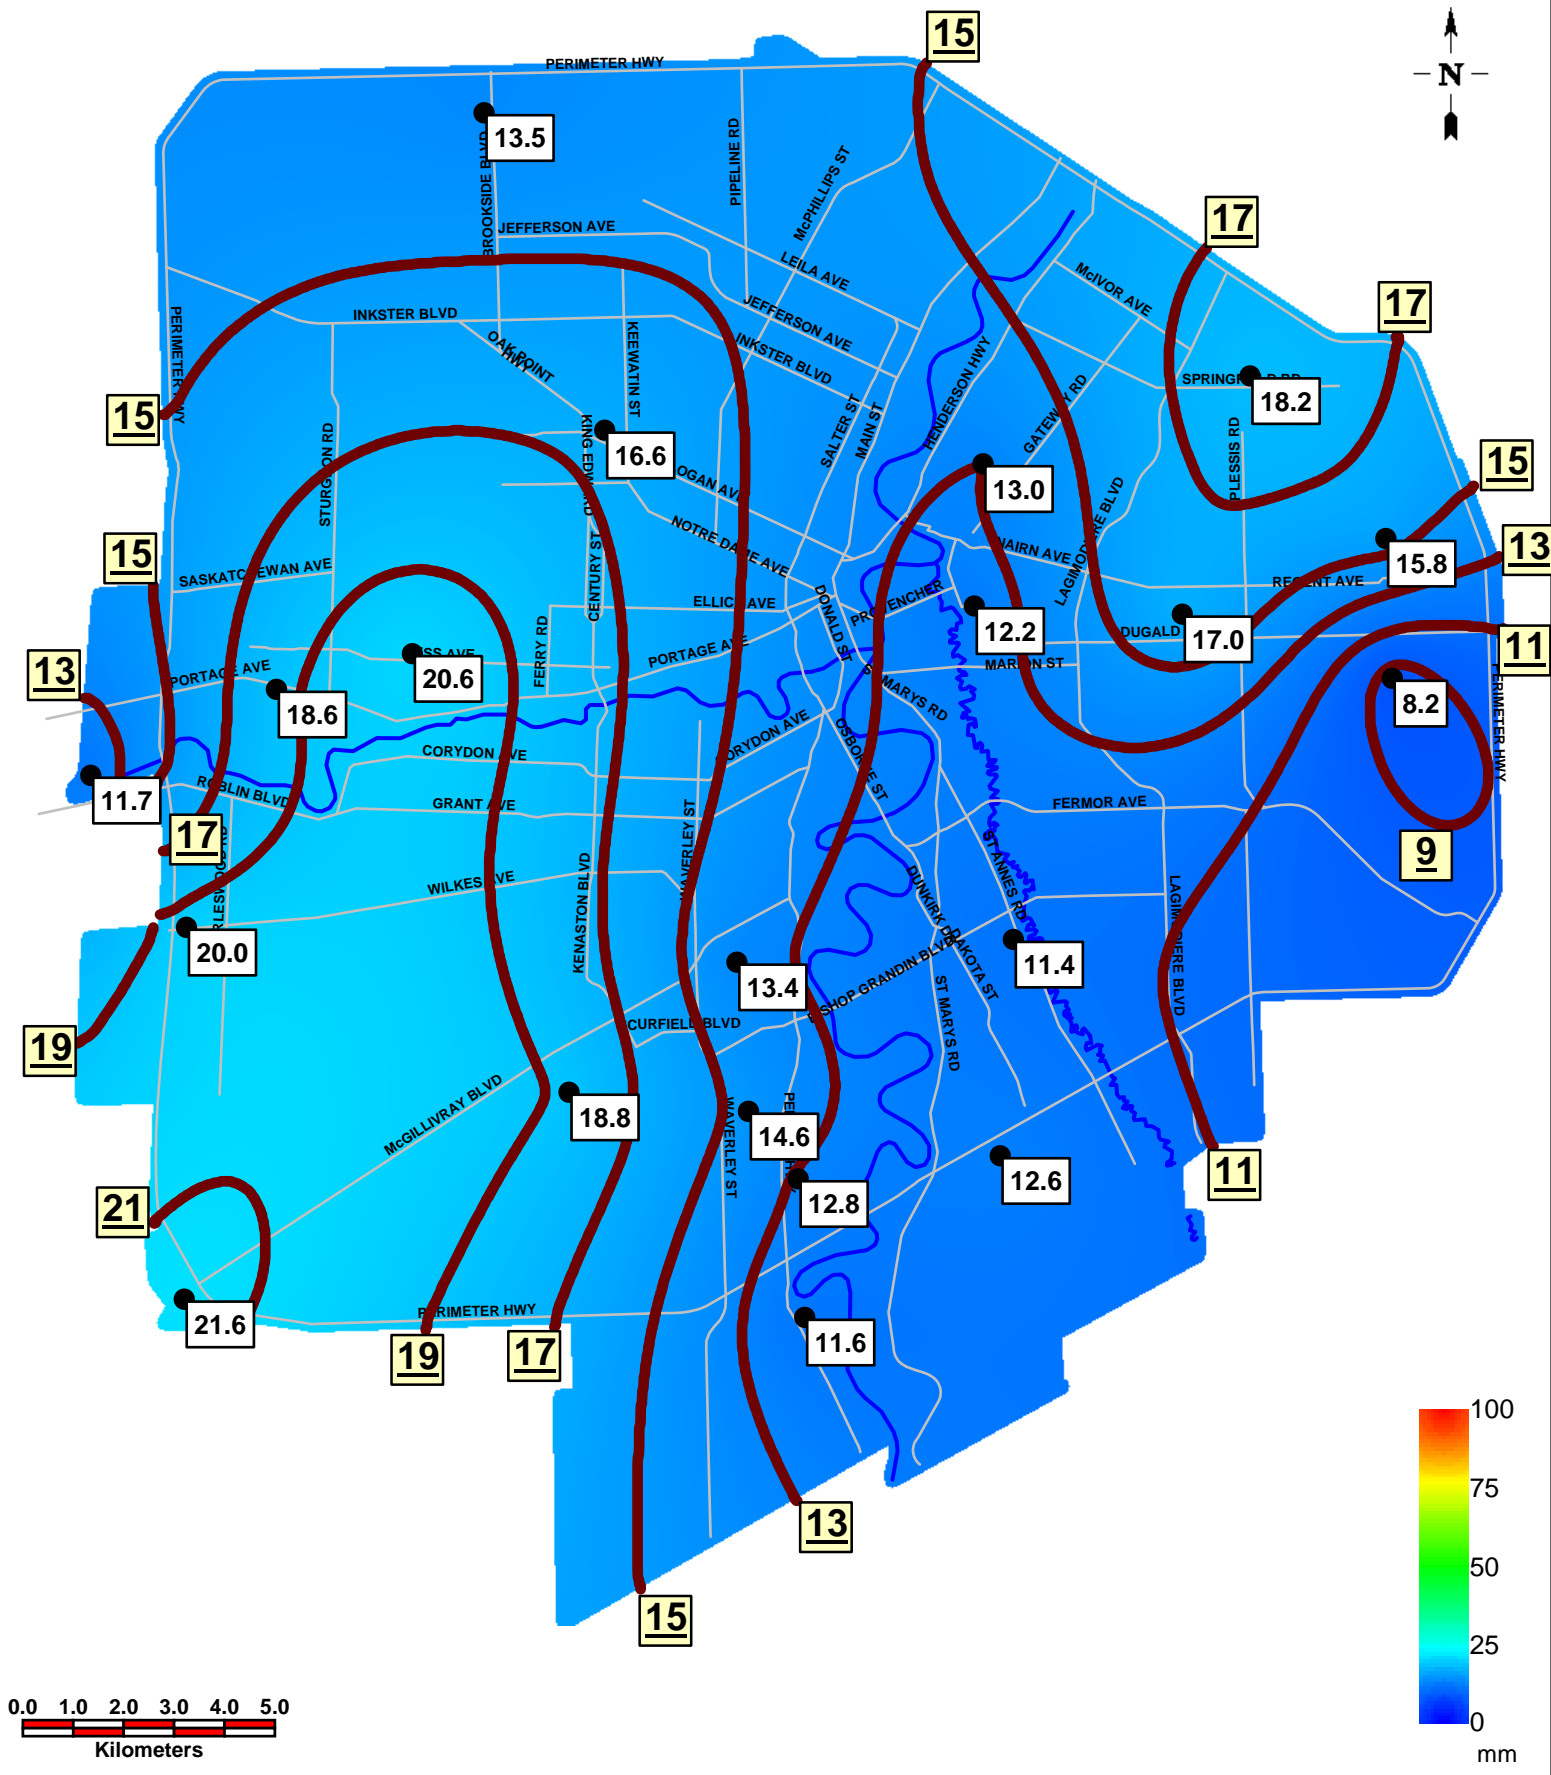 15
PERIMETER HWY
N
13.5
BROOKSIDE BLVD
PIPELINE RD
McPHILLIPS ST
17
JEFFERSON AVE
LEILA AVE
McIVOR AVE
17
PERIMETER HWY
INKSTER BLVD
JEFFERSON AVE
OAK POINT
HWY
KEEWATIN ST
INKSTER BLVD
HENDERSON HWY
GATEWAY RD
SPRINGF D RD
18.2
15
SALTER ST
MAIN ST
STURGEON RD
KING EDWARD
16.6
OGAN AVE
PLESSIS RD
15
13.0
LAGIMODIERE BLVD
NOTRE DAME AVE
NAIRN AVE
13
15
15.8
SASKATCHEWAN AVE
CENTURY ST
REGENT AVE
ELLICE AVE
DONALD ST
PROVENCHER
12.2
DUGALD
17.0
11
FERRY RD
PORTAGE AVE
MARION ST
SS AVE
13
PORTAGE AVE
20.6
ST MARYS RD
PERIMETER HWY
18.6
8.2
OSBORNE ST
CORYDON AVE
CORYDON AVE
11.7
ROBLIN BLVD
GRANT AVE
WAVERLEY ST
FERMOR AVE
17
RLESWOOD RD
ST ANNES RD
9
WILKES AVE
KENASTON BLVD
DUNKIRK DR
LAGIMODIERE BLVD
20.0
13.4
DAKOTA ST
11.4
SHOP GRANDIN BLVD
ST MARYS RD
19
CURFIELD BLVD
McGILLIVRAY BLVD
18.8
WAVERLEY ST
14.6
12.6
11
21
12.8
21.6
PERIMETER HWY
11.6
19
17
100
75
13
50
15
25
0.0 1.0 2.0 3.0 4.0 5.0
0
Kilometers
mm